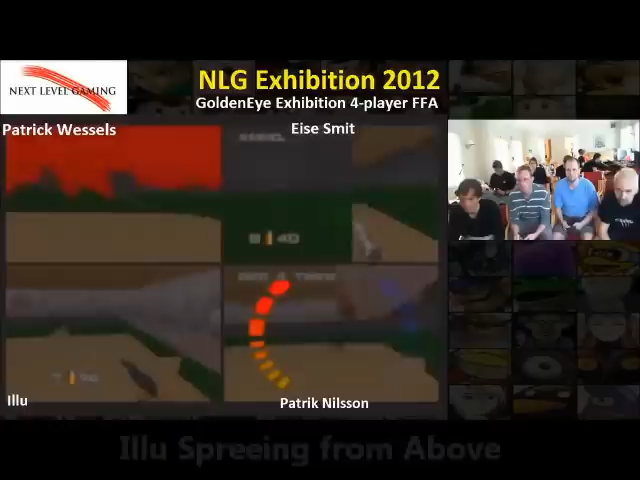 NEXT LEVEL GAMING
NLG Exhibition 2012
GoldenEye Exhibition 4-player FFA
Patrick Wessels
Eise Smit
Illu
Patrik Nilsson
Illu Spreeing from Above